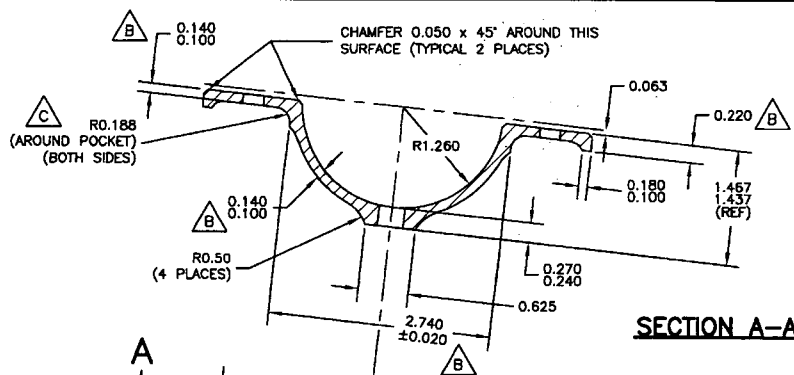 B
0.140
0.100
CHAMFER 0.050 x 45° AROUND THIS
SURFACE (TYPICAL 2 PLACES)
0.063
C
R0.188
(AROUND POCKET)
(BOTH SIDES)
0.220
B
R1.260
0.140
0.100
B
0.180
0.100
1.467
1.437
(REF)
R0.50
(4 PLACES)
0.270
0.240
0.625
2.740
±0.020
B
SECTION A-A
A